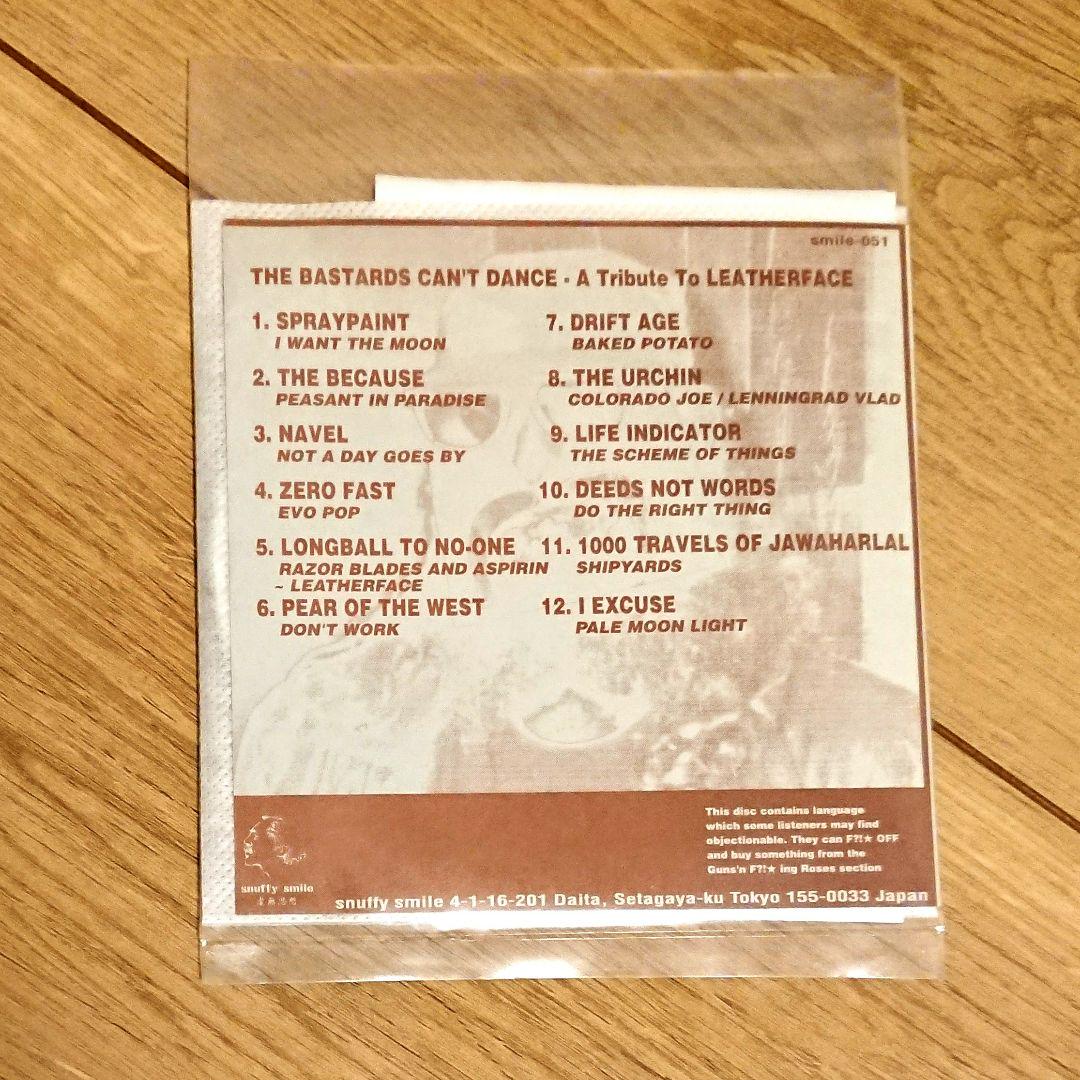 smile-051
THE BASTARDS CAN'T DANCE - A Tribute To LEATHERFACE
1. SPRAYPAINT
I WANT THE MOON
2. THE BECAUSE
PEASANT IN PARADISE
3. NAVEL
NOT A DAY GOES BY
4. ZERO FAST
EVO POP
5. LONGBALL TO NO-ONE
RAZOR BLADES AND ASPIRIN
~ LEATHERFACE
6. PEAR OF THE WEST
DON'T WORK
7. DRIFT AGE
BAKED POTATO
8. THE URCHIN
COLORADO JOE / LENNINGRAD VLAD
9. LIFE INDICATOR
THE SCHEME OF THINGS
10. DEEDS NOT WORDS
DO THE RIGHT THING
11. 1000 TRAVELS OF JAWAHARLAL
SHIPYARDS
12. I EXCUSE
PALE MOON LIGHT
This disc contains language
which some listeners may find
objectionable. They can F?!★ OFF
and buy something from the
Guns'n F?!★ ing Roses section
snuffy smile
snuffy smile 4-1-16-201 Daita, Setagaya-ku Tokyo 155-0033 Japan